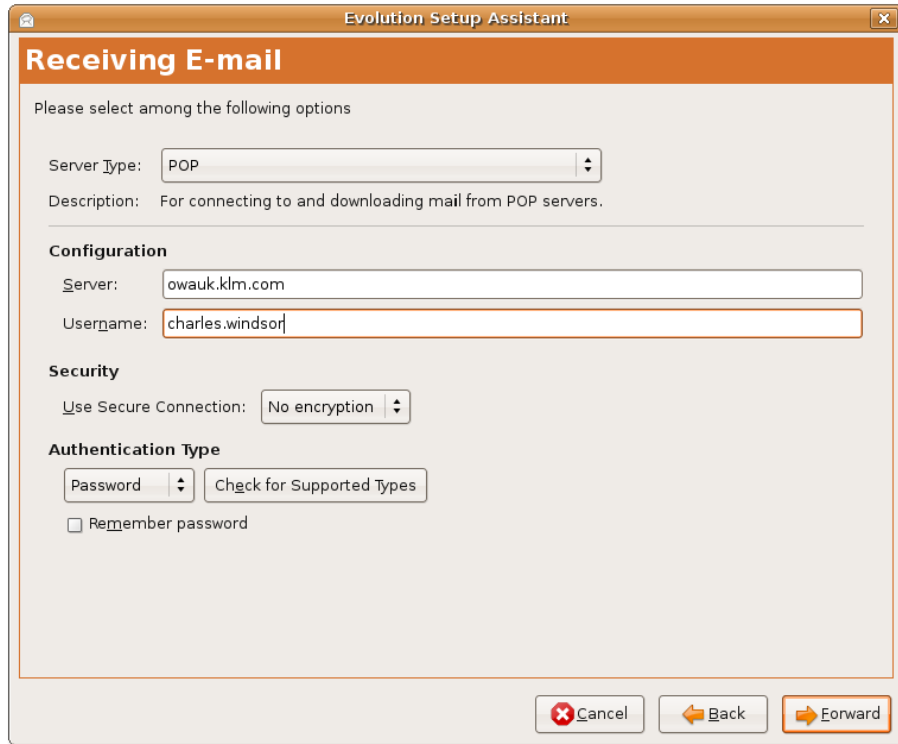 Evolution Setup Assistant
Receiving E-mail
Please select among the following options
Server Type: POP
Description: For connecting to and downloading mail from POP servers.
Configuration
Server: owauk.klm.com
Username: charles.windsor
Security
Use Secure Connection: No encryption
Authentication Type
Password Check for Supported Types
Remember password
Cancel Back Forward